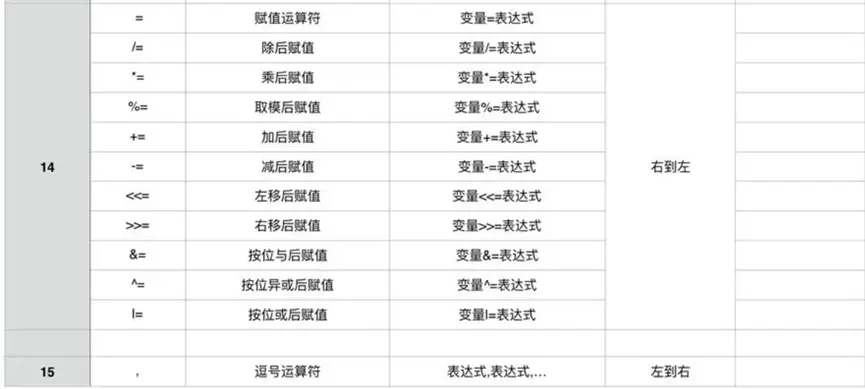 = 赋值运算符 变量=表达式
/= 除后赋值 变量/=表达式
*= 乘后赋值 变量*=表达式
%= 取模后赋值 变量%=表达式
+= 加后赋值 变量+=表达式
14 -= 减后赋值 变量-=表达式 右到左
<<= 左移后赋值 变量<<=表达式
>>= 右移后赋值 变量>>=表达式
&= 按位与后赋值 变量&=表达式
^= 按位异或后赋值 变量^=表达式
|= 按位或后赋值 变量|=表达式
15 , 逗号运算符 表达式,表达式,… 左到右